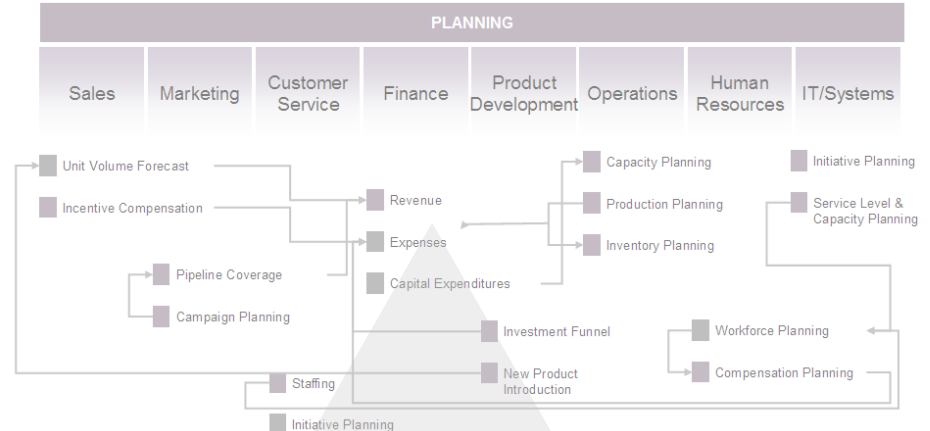 PLANNING
Sales
Marketing
Customer
Service
Finance
Product
Development
Operations
Human
Resources
IT/Systems
Unit Volume Forecast
Incentive Compensation
Pipeline Coverage
Campaign Planning
Staffing
Initiative Planning
Revenue
Expenses
Capital Expenditures
Investment Funnel
New Product
Introduction
Capacity Planning
Production Planning
Inventory Planning
Workforce Planning
Compensation Planning
Initiative Planning
Service Level &
Capacity Planning